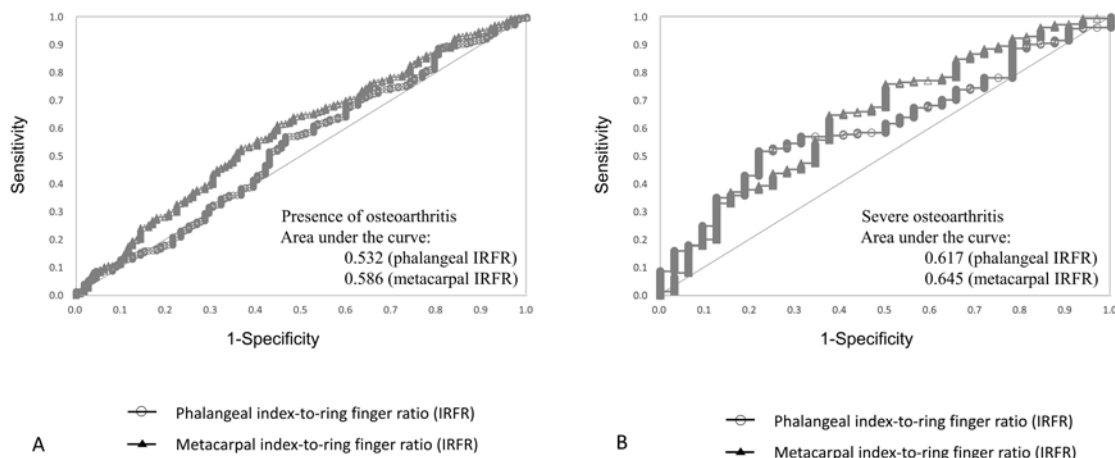 1.0
0.9
0.8
0.7
0.6
0.5
0.4
0.3
0.2
0.1
0.0
Sensitivity
Presence of osteoarthritis
Area under the curve:
0.532 (phalangeal IRFR)
0.586 (metacarpal IRFR)
0.0 0.1 0.2 0.3 0.4 0.5 0.6 0.7 0.8 0.9 1.0
1-Specificity
Phalangeal index-to-ring finger ratio (IRFR)
Metacarpal index-to-ring finger ratio (IRFR)
A
1.0
0.9
0.8
0.7
0.6
0.5
0.4
0.3
0.2
0.1
0.0
Sensitivity
Severe osteoarthritis
Area under the curve:
0.617 (phalangeal IRFR)
0.645 (metacarpal IRFR)
0.0 0.1 0.2 0.3 0.4 0.5 0.6 0.7 0.8 0.9 1.0
1-Specificity
Phalangeal index-to-ring finger ratio (IRFR)
Metacarpal index-to-ring finger ratio (IRFR)
B